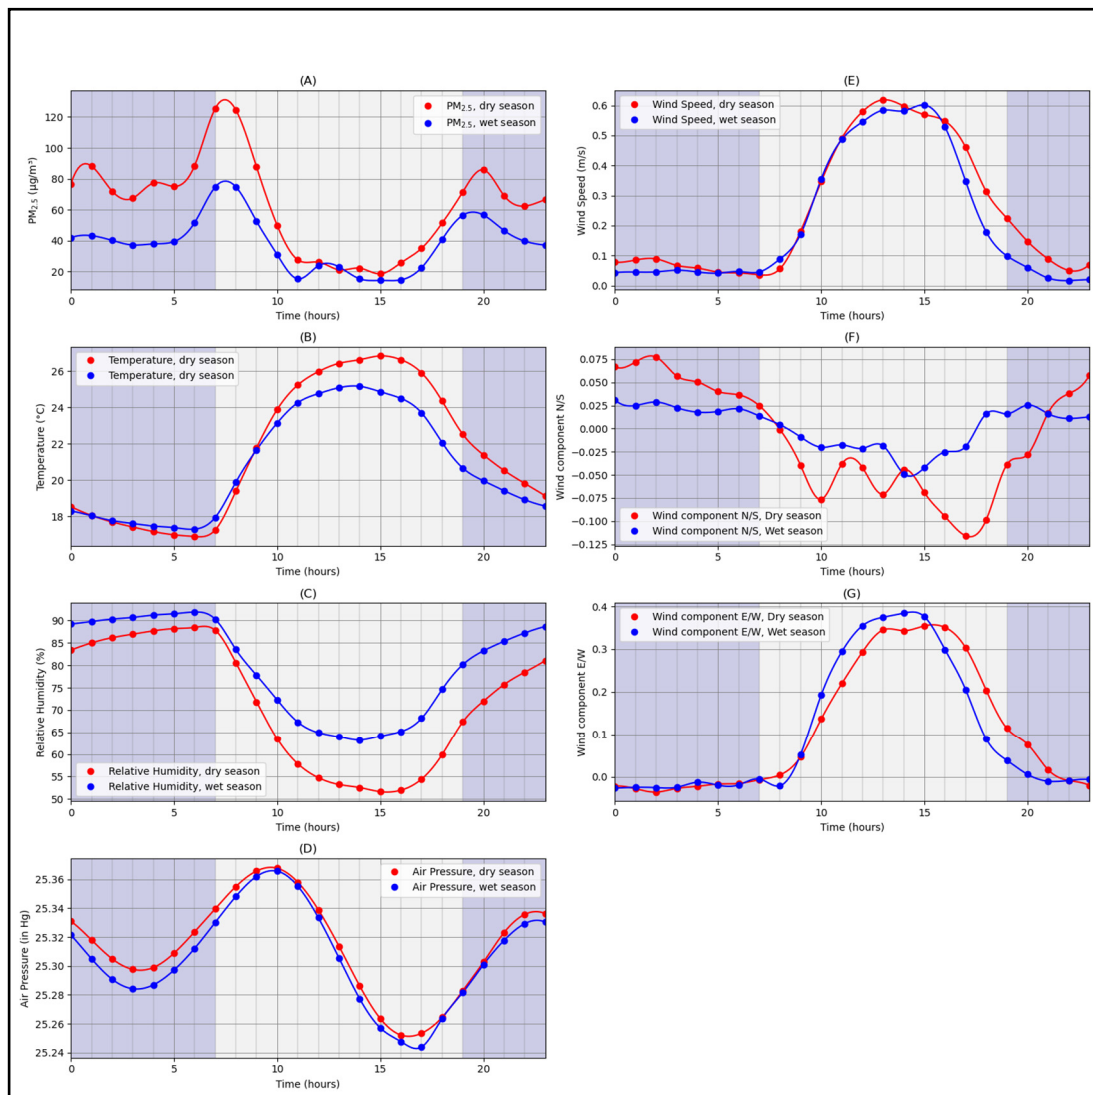 (A)
PM₂.₅, dry season
PM₂.₅, wet season
PM₂.₅ (µg/m³)
120
100
80
60
40
20
0 5 10 15 20
Time (hours)
(B)
Temperature, dry season
Temperature, dry season
Temperature (°C)
26
24
22
20
18
0 5 10 15 20
Time (hours)
(C)
Relative Humidity, dry season
Relative Humidity, wet season
Relative Humidity (%)
90
85
80
75
70
65
60
55
50
0 5 10 15 20
Time (hours)
(D)
Air Pressure, dry season
Air Pressure, wet season
Air Pressure (in Hg)
25.36
25.34
25.32
25.30
25.28
25.26
25.24
0 5 10 15 20
Time (hours)
(E)
Wind Speed, dry season
Wind Speed, wet season
Wind Speed (m/s)
0.6
0.5
0.4
0.3
0.2
0.1
0.0
0 5 10 15 20
Time (hours)
(F)
Wind component N/S, Dry season
Wind component N/S, Wet season
Wind component N/S
0.075
0.050
0.025
0.000
−0.025
−0.050
−0.075
−0.100
−0.125
0 5 10 15 20
Time (hours)
(G)
Wind component E/W, Dry season
Wind component E/W, Wet season
Wind component E/W
0.4
0.3
0.2
0.1
0.0
0 5 10 15 20
Time (hours)